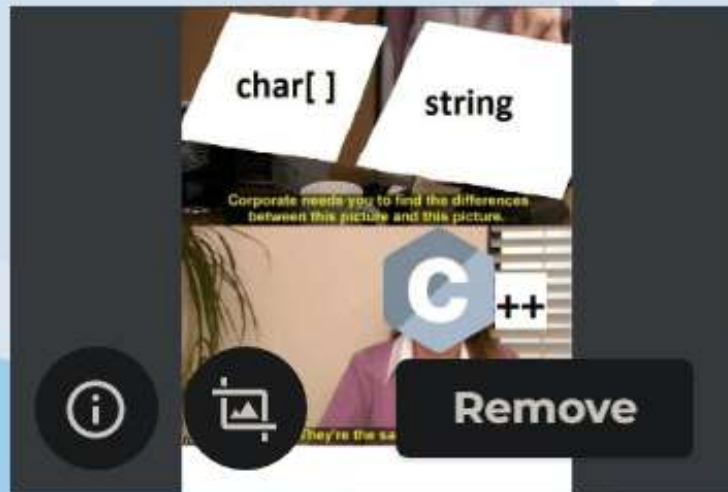 char[ ]
string
Corporate needs you to find the differences
between this picture and this picture.
C
++
They're the sa
Remove